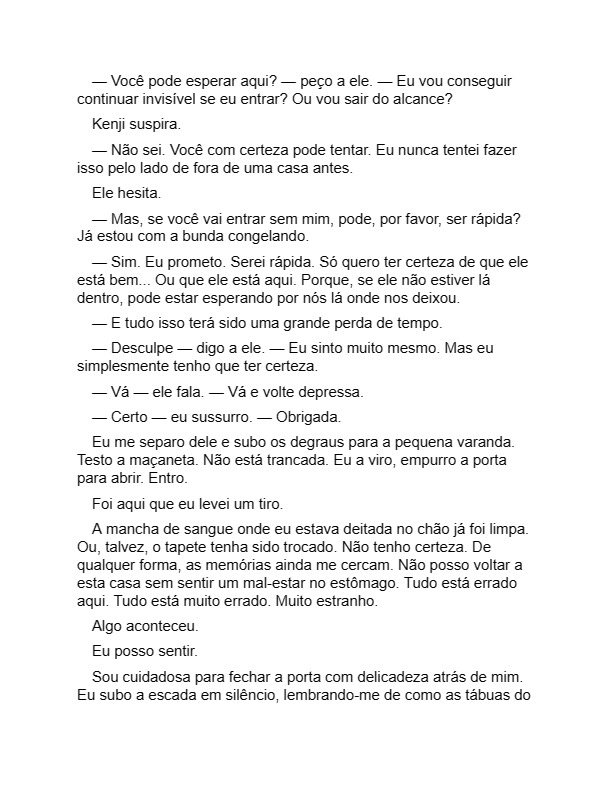 — Você pode esperar aqui? — peço a ele. — Eu vou conseguir
continuar invisível se eu entrar? Ou vou sair do alcance?
Kenji suspira.
— Não sei. Você com certeza pode tentar. Eu nunca tentei fazer
isso pelo lado de fora de uma casa antes.
Ele hesita.
— Mas, se você vai entrar sem mim, pode, por favor, ser rápida?
Já estou com a bunda congelando.
— Sim. Eu prometo. Serei rápida. Só quero ter certeza de que ele
está bem... Ou que ele está aqui. Porque, se ele não estiver lá
dentro, pode estar esperando por nós lá onde nos deixou.
— E tudo isso terá sido uma grande perda de tempo.
— Desculpe — digo a ele. — Eu sinto muito mesmo. Mas eu
simplesmente tenho que ter certeza.
— Vá — ele fala. — Vá e volte depressa.
— Certo — eu sussurro. — Obrigada.
Eu me separo dele e subo os degraus para a pequena varanda.
Testo a maçaneta. Não está trancada. Eu a viro, empurro a porta
para abrir. Entro.
Foi aqui que eu levei um tiro.
A mancha de sangue onde eu estava deitada no chão já foi limpa.
Ou, talvez, o tapete tenha sido trocado. Não tenho certeza. De
qualquer forma, as memórias ainda me cercam. Não posso voltar a
esta casa sem sentir um mal-estar no estômago. Tudo está errado
aqui. Tudo está muito errado. Muito estranho.
Algo aconteceu.
Eu posso sentir.
Sou cuidadosa para fechar a porta com delicadeza atrás de mim.
Eu subo a escada em silêncio, lembrando-me de como as tábuas do